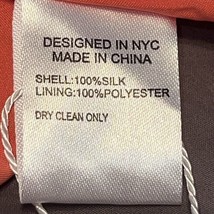 DESIGNED IN NYC
MADE IN CHINA
SHELL:100%SILK
LINING:100%POLYESTER
DRY CLEAN ONLY